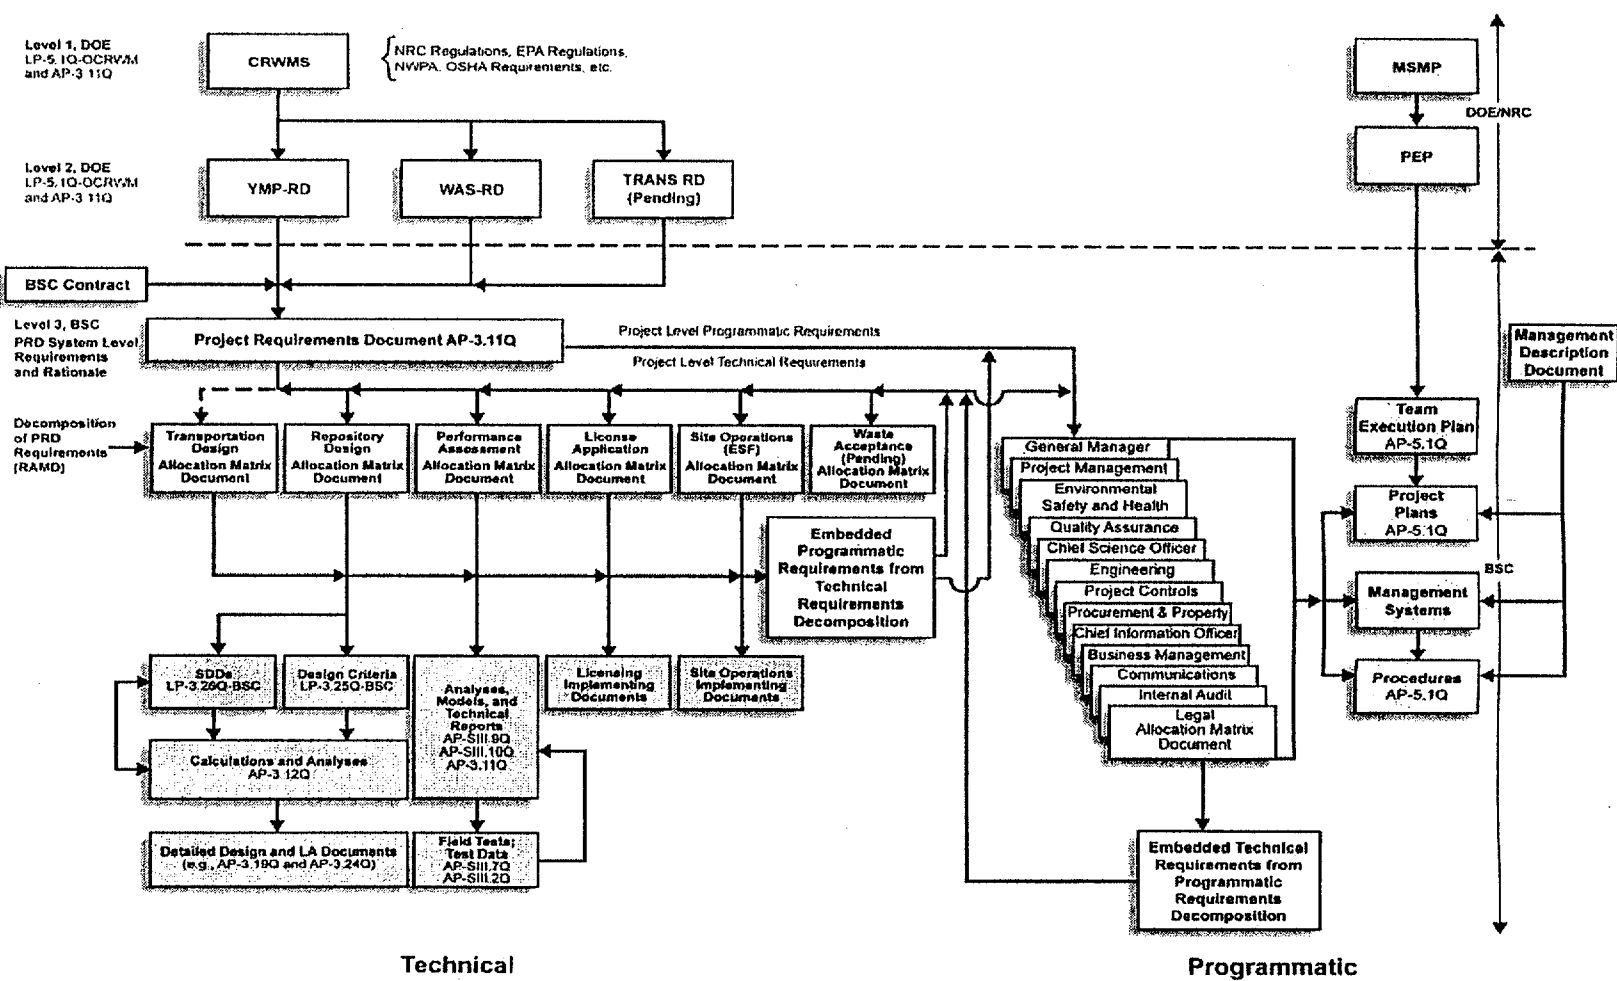 Level 1, DOE
LP-5.1Q-OCRWM
and AP-3.11Q
CRWMS
NRC Regulations, EPA Regulations,
NWPA, OSHA Requirements, etc.
MSMP
DOE/NRC
PEP
Level 2, DOE
LP-5.1Q-OCRWM
and AP-3.11Q
YMP-RD
WAS-RD
TRANS RD
(Pending)
BSC Contract
Level 3, BSC
PRD System Level
Requirements
and Rationale
Project Requirements Document AP-3.11Q
Project Level Programmatic Requirements
Project Level Technical Requirements
Management
Description
Document
Decomposition
of PRD
Requirements
(RAMD)
Transportation
Design
Allocation Matrix
Document
Repository
Design
Allocation Matrix
Document
Performance
Assessment
Allocation Matrix
Document
License
Application
Allocation Matrix
Document
Site Operations
(ESF)
Allocation Matrix
Document
Waste
Acceptance
(Pending)
Allocation Matrix
Document
Embedded
Programmatic
Requirements from
Technical
Requirements
Decomposition
General Manager
Project Management
Environmental
Safety and Health
Quality Assurance
Chief Science Officer
Engineering
Project Controls
Procurement & Property
Chief Information Officer
Business Management
Communications
Internal Audit
Legal
Allocation Matrix
Document
Team
Execution Plan
AP-5.1Q
Project
Plans
AP-5.1Q
BSC
Management
Systems
Procedures
AP-5.1Q
SDDs
LP-3.26Q-BSC
Design Criteria
LP-3.25Q-BSC
Analyses,
Models, and
Technical
Reports
AP-SIII.9Q
AP-SIII.10Q
AP-3.11Q
Licensing
Implementing
Documents
Site Operations
Implementing
Documents
Calculations and Analyses
AP-3.12Q
Detailed Design and LA Documents
(e.g., AP-3.19Q and AP-3.24Q)
Field Tests;
Test Data
AP-SIII.7Q
AP-SIII.2Q
Embedded Technical
Requirements from
Programmatic
Requirements
Decomposition
Technical
Programmatic